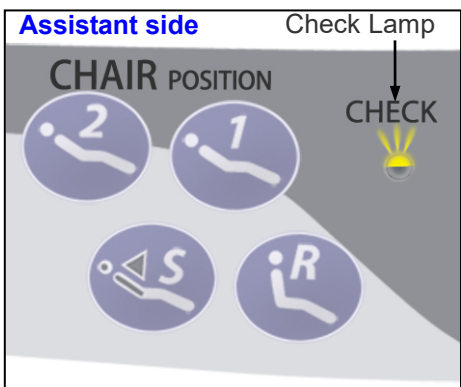 Assistant side
Check Lamp
CHAIR POSITION
CHECK
2
1
S
R